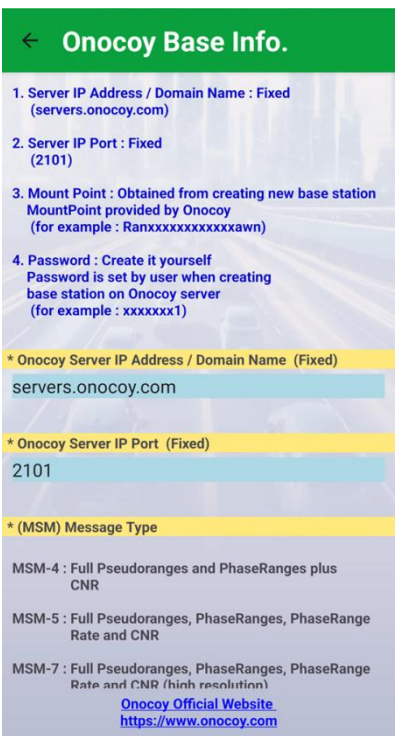 ← Onocoy Base Info.
1. Server IP Address / Domain Name : Fixed
(servers.onocoy.com)
2. Server IP Port : Fixed
(2101)
3. Mount Point : Obtained from creating new base station
MountPoint provided by Onocoy
(for example : Ranxxxxxxxxxxxxawn)
4. Password : Create it yourself
Password is set by user when creating
base station on Onocoy server
(for example : xxxxxxx1)
* Onocoy Server IP Address / Domain Name (Fixed)
servers.onocoy.com
* Onocoy Server IP Port (Fixed)
2101
* (MSM) Message Type
MSM-4 : Full Pseudoranges and PhaseRanges plus
CNR
MSM-5 : Full Pseudoranges, PhaseRanges, PhaseRange
Rate and CNR
MSM-7 : Full Pseudoranges, PhaseRanges, PhaseRange
Rate and CNR (high resolution)
Onocoy Official Website
https://www.onocoy.com